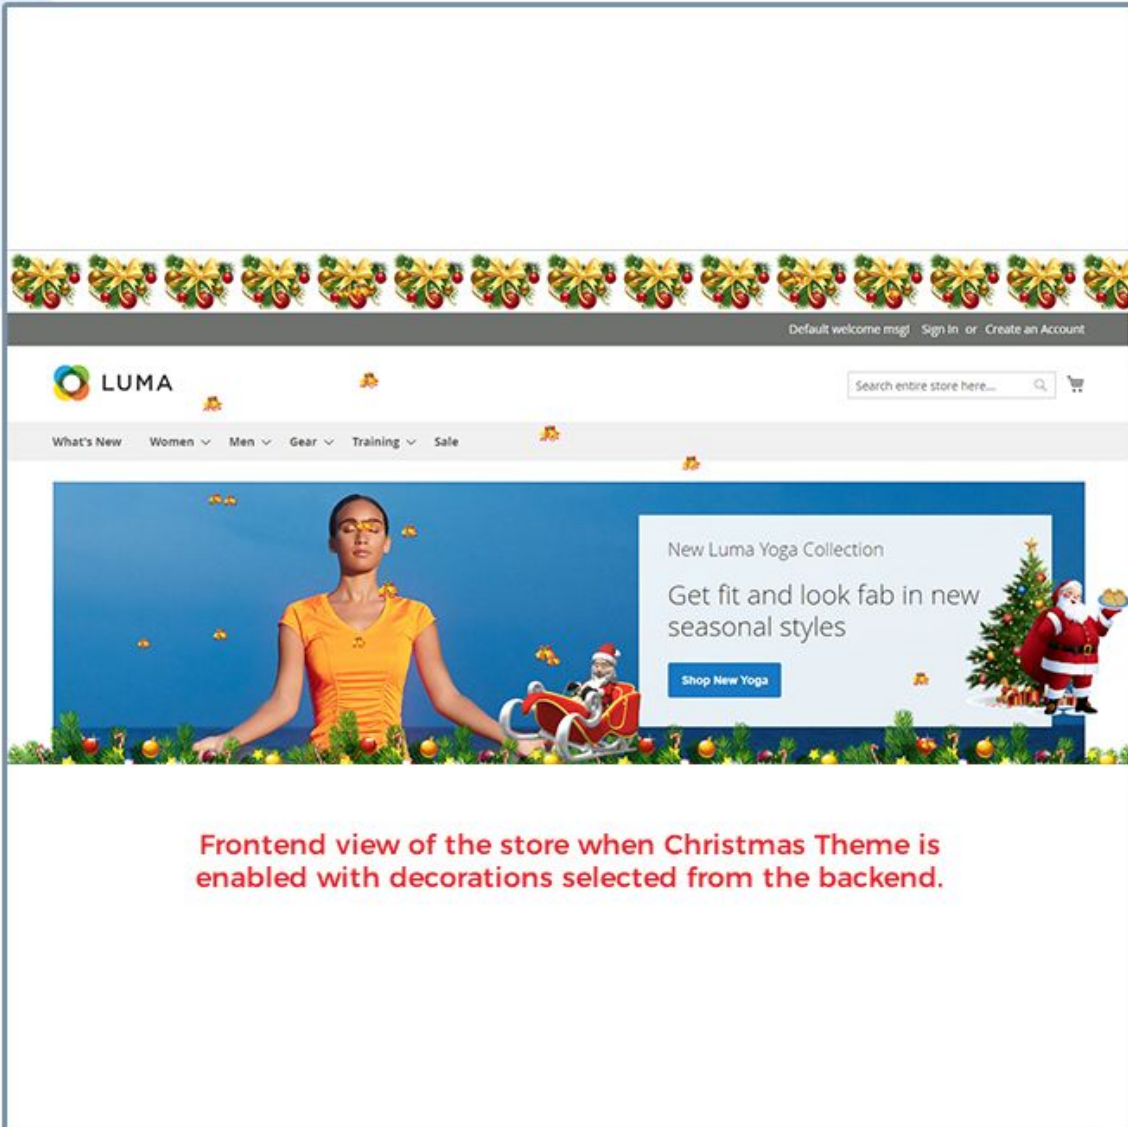 Default welcome msg! Sign In or Create an Account
LUMA
Search entire store here...
What's New Women Men Gear Training Sale
New Luma Yoga Collection
Get fit and look fab in new
seasonal styles
Shop New Yoga
Frontend view of the store when Christmas Theme is
enabled with decorations selected from the backend.